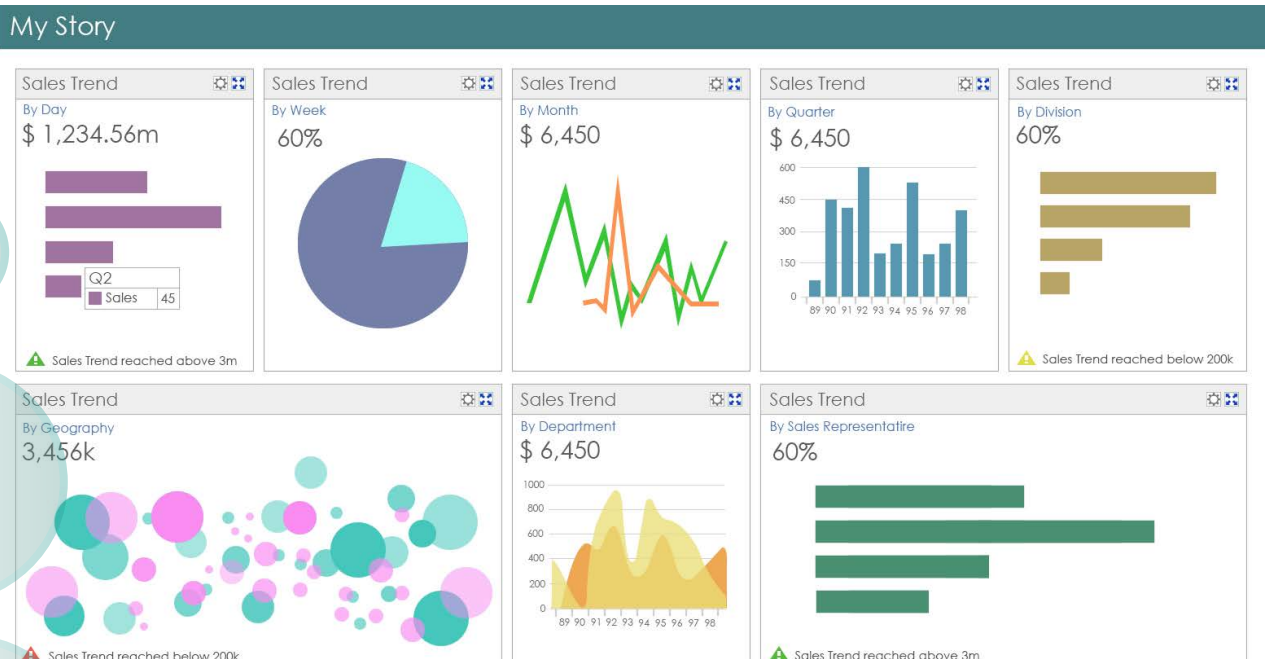 My Story
Sales Trend
By Day
$ 1,234.56m
Q2
Sales 45
Sales Trend reached above 3m
Sales Trend
By Week
60%
Sales Trend
By Month
$ 6,450
Sales Trend
By Quarter
$ 6,450
600
450
300
150
0
89 90 91 92 93 94 95 96 97 98
Sales Trend
By Division
60%
Sales Trend reached below 200k
Sales Trend
By Geography
3,456k
Sales Trend reached below 200k
Sales Trend
By Department
$ 6,450
1000
800
600
400
200
0
89 90 91 92 93 94 95 96 97 98
Sales Trend
By Sales Representatire
60%
Sales Trend reached above 3m